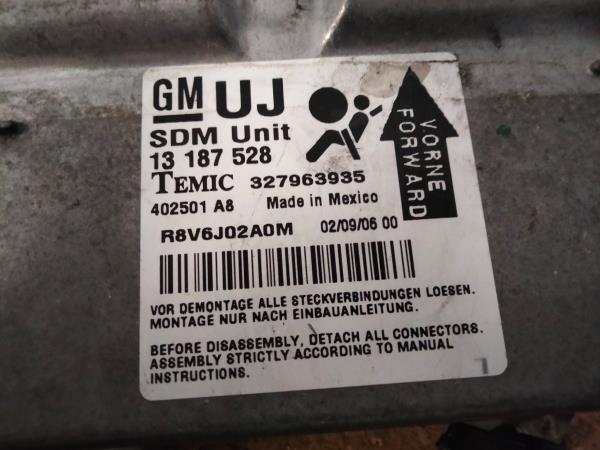 GM UJ
SDM Unit
13 187 528
TEMIC 327963935
402501 A8 Made in Mexico
R8V6J02A0M 02/09/06 00
VORNE
FORWARD
VOR DEMONTAGE ALLE STECKVERBINDUNGEN LOESEN.
MONTAGE NUR NACH EINBAUANLEITUNG.
BEFORE DISASSEMBLY, DETACH ALL CONNECTORS.
ASSEMBLY STRICTLY ACCORDING TO MANUAL
INSTRUCTIONS.